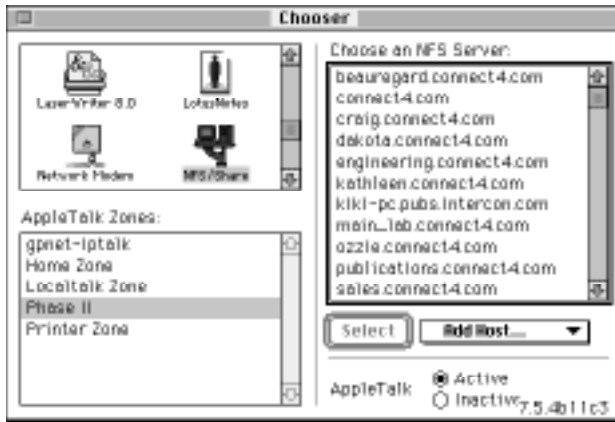 Chooser
LaserWriter 8.0
LotusNotes
Network Modem
NFS/Share
AppleTalk Zones:
gpnet-iptalk
Home Zone
Localtalk Zone
Phase II
Printer Zone
Choose an NFS Server:
beauregard.connect4.com
connect4.com
craig.connect4.com
dakota.connect4.com
engineering.connect4.com
kathleen.connect4.com
kiki-pc.pubs.intercon.com
main_lab.connect4.com
ozzie.connect4.com
publications.connect4.com
sales.connect4.com
Select
Add Host...
AppleTalk
Active
Inactive
7.5.4b11c3